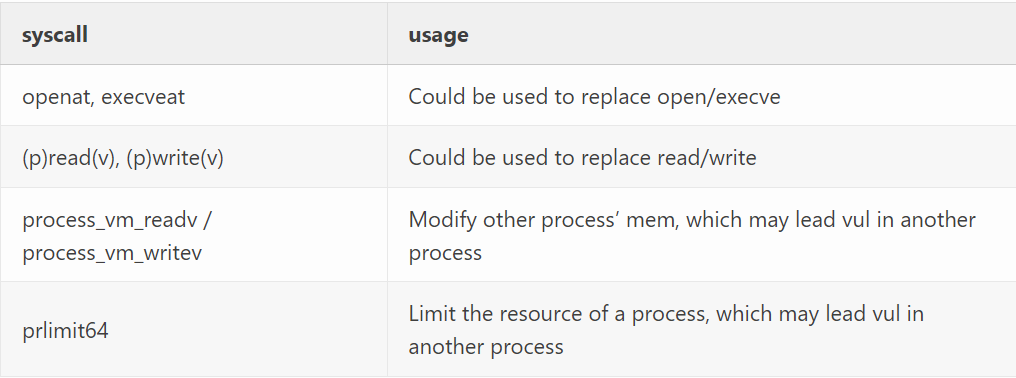 syscall usage
openat, execveat Could be used to replace open/execve
(p)read(v), (p)write(v) Could be used to replace read/write
process_vm_readv /
process_vm_writev
Modify other process’ mem, which may lead vul in another
process
prlimit64
Limit the resource of a process, which may lead vul in
another process